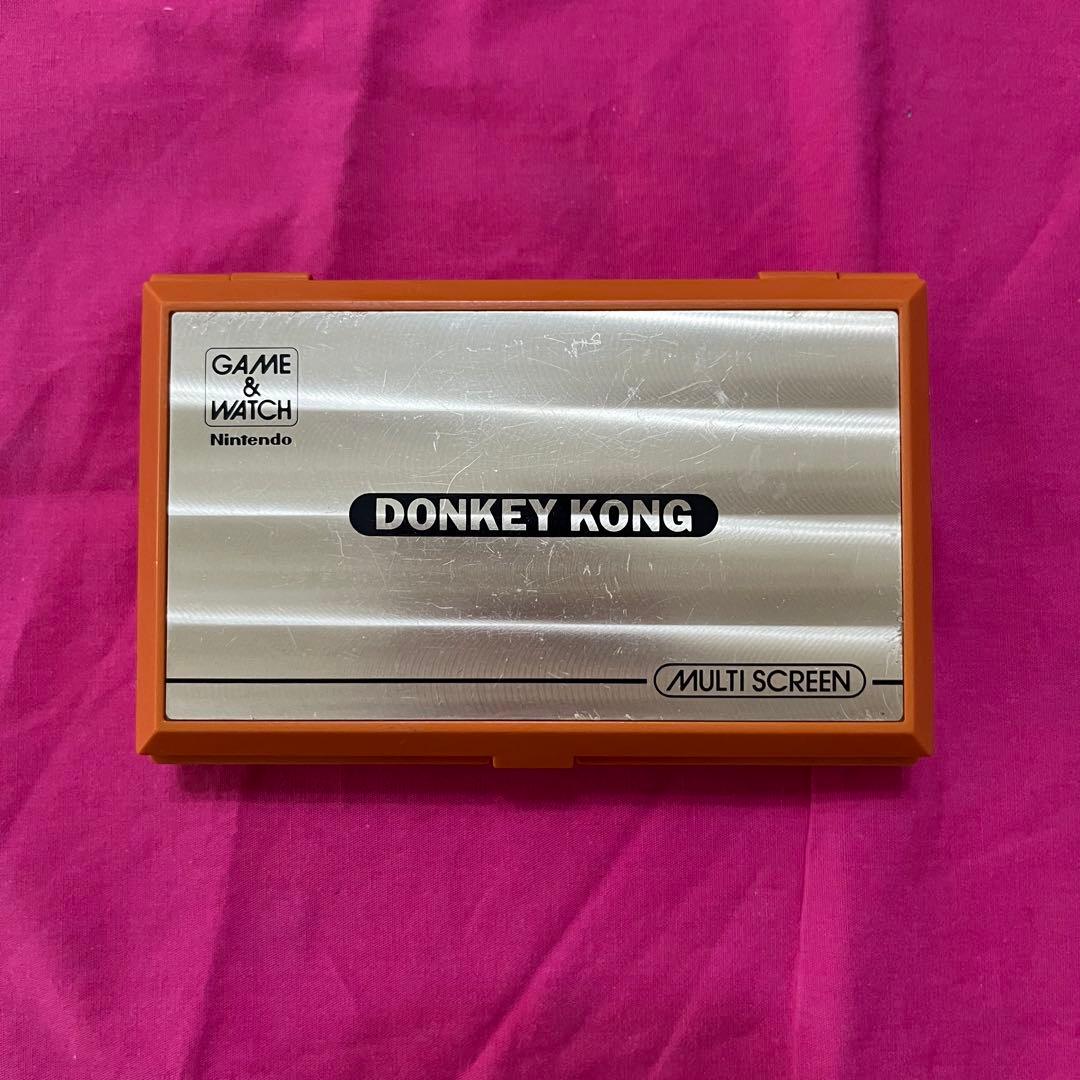 GAME
&
WATCH
Nintendo
DONKEY KONG
MULTI SCREEN